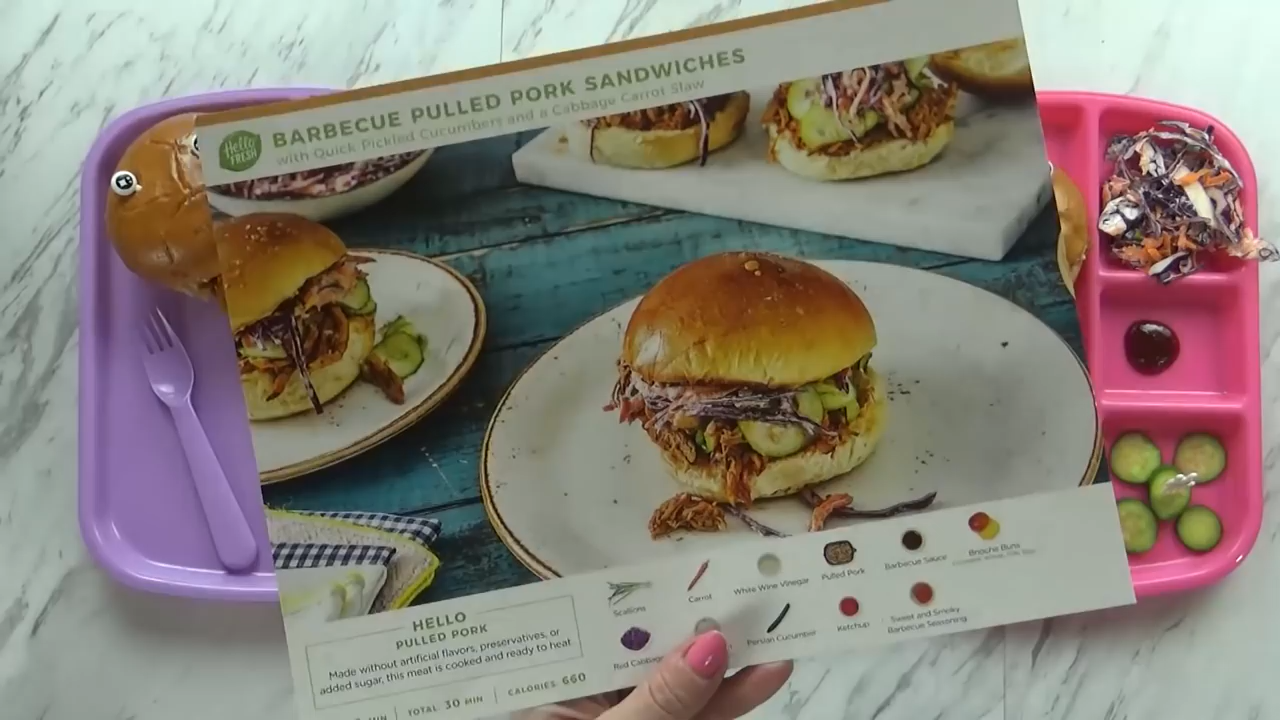 Hello
FRESH
BARBECUE PULLED PORK SANDWICHES
with Quick Pickled Cucumbers and a Cabbage Carrot Slaw
HELLO
PULLED PORK
Made without artificial flavors, preservatives, or
added sugar, this meat is cooked and ready to heat
MIN | TOTAL: 30 MIN | CALORIES: 660
Scallions
Carrot
White Wine Vinegar
Pulled Pork
Barbecue Sauce
Brioche Buns
Red Cabbage
Persian Cucumber
Ketchup
Sweet and Smoky
Barbecue Seasoning